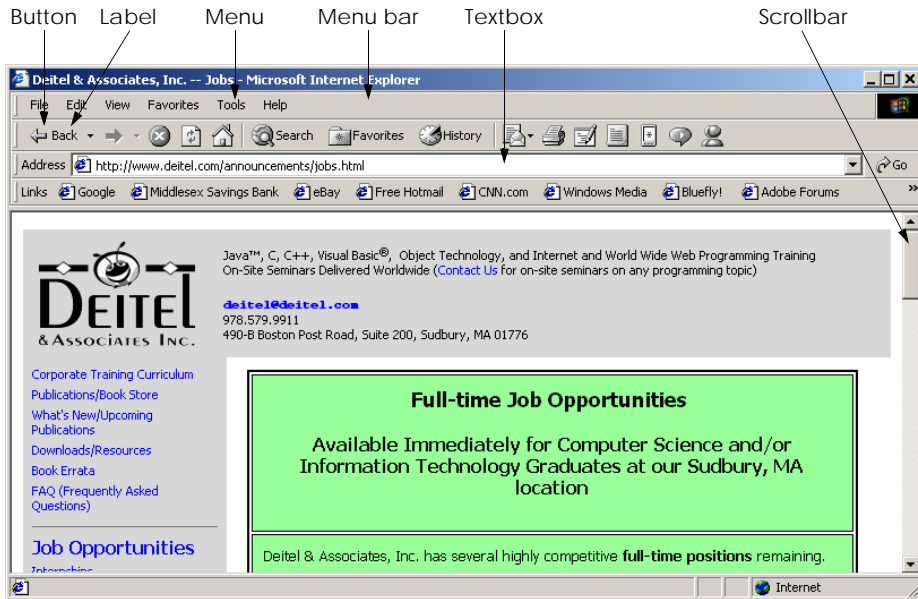 Button Label Menu Menu bar Textbox Scrollbar
Deitel & Associates, Inc. -- Jobs - Microsoft Internet Explorer
File Edit View Favorites Tools Help
Back Search Favorites History
Address http://www.deitel.com/announcements/jobs.html Go
Links Google Middlesex Savings Bank eBay Free Hotmail CNN.com Windows Media Bluefly! Adobe Forums »
Java™, C, C++, Visual Basic®, Object Technology, and Internet and World Wide Web Programming Training
On-Site Seminars Delivered Worldwide (Contact Us for on-site seminars on any programming topic)
DEITEL
& ASSOCIATES INC.
deitel@deitel.com
978.579.9911
490-B Boston Post Road, Suite 200, Sudbury, MA 01776
Corporate Training Curriculum
Publications/Book Store
What's New/Upcoming
Publications
Downloads/Resources
Book Errata
FAQ (Frequently Asked
Questions)
Job Opportunities
Internships
Full-time Job Opportunities
Available Immediately for Computer Science and/or
Information Technology Graduates at our Sudbury, MA
location
Deitel & Associates, Inc. has several highly competitive full-time positions remaining.
Internet